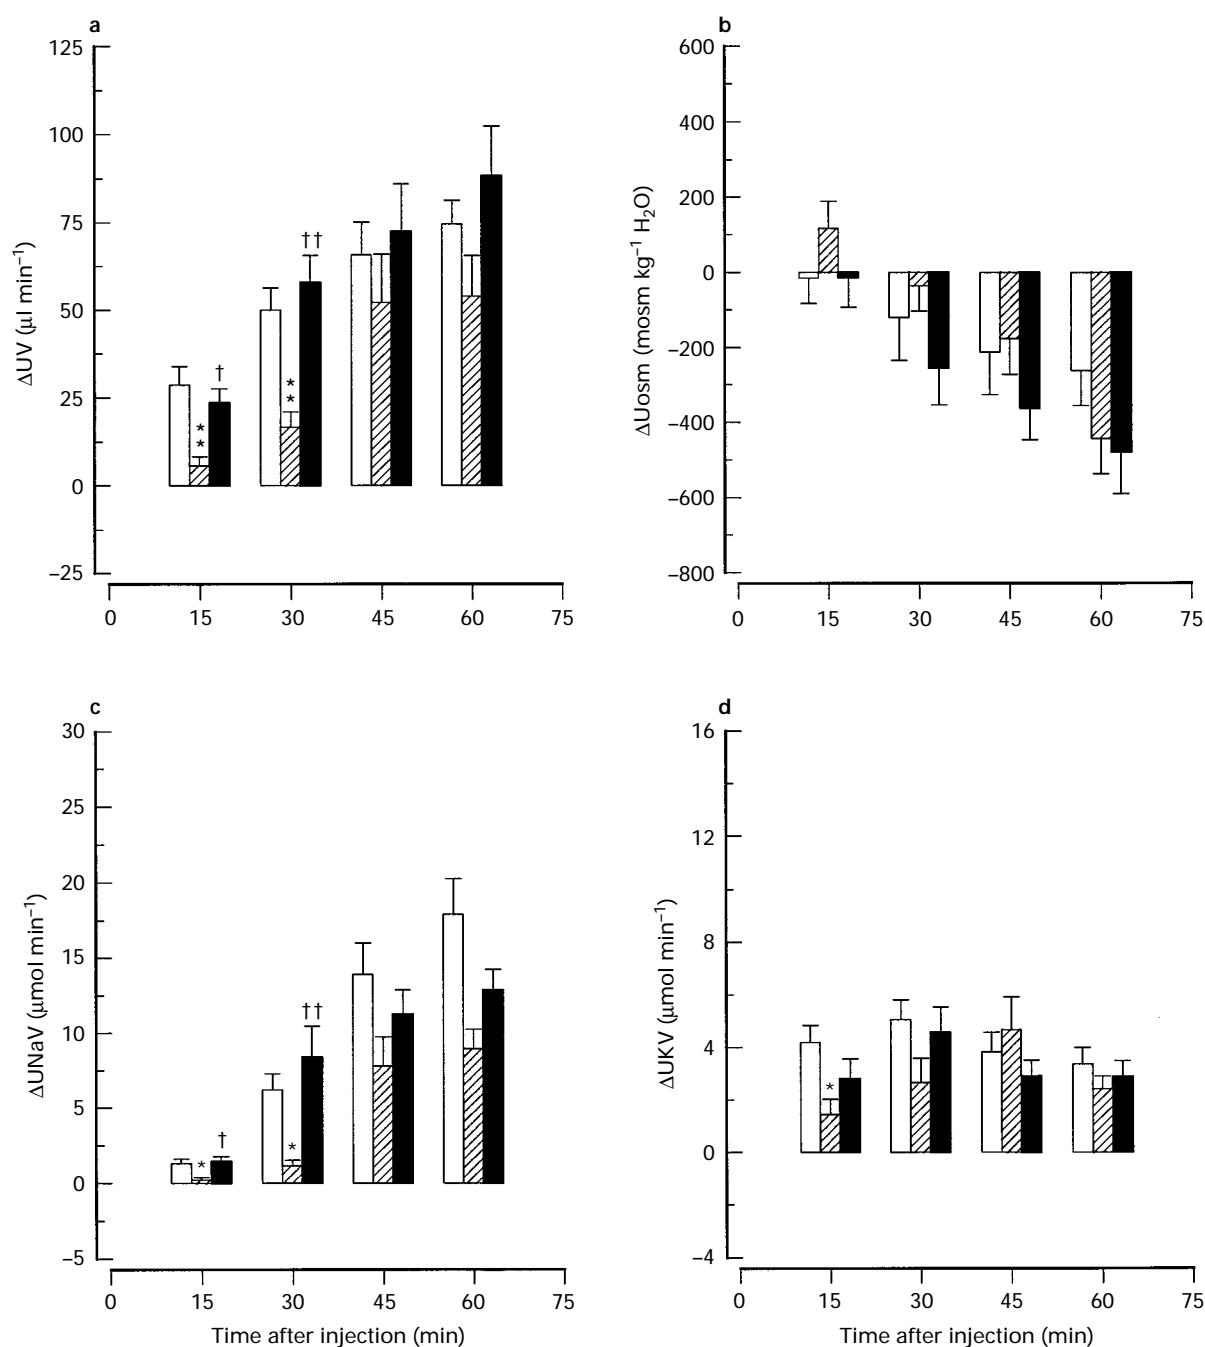 a
125
100
75
50
25
0
−25
ΔUV (µl min⁻¹)
**
†
**
††
0 15 30 45 60 75
b
600
400
200
0
−200
−400
−600
−800
ΔUosm (mosm kg⁻¹ H₂O)
0 15 30 45 60 75
c
30
25
20
15
10
5
0
−5
ΔUNaV (µmol min⁻¹)
*
†
*
††
0 15 30 45 60 75
Time after injection (min)
d
16
12
8
4
0
−4
ΔUKV (µmol min⁻¹)
*
0 15 30 45 60 75
Time after injection (min)